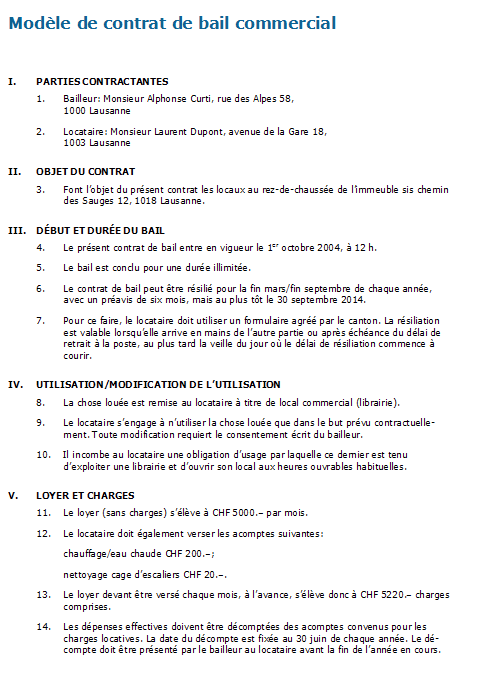 Modèle de contrat de bail commercial
I. PARTIES CONTRACTANTES
1. Bailleur: Monsieur Alphonse Curti, rue des Alpes 58,
1000 Lausanne
2. Locataire: Monsieur Laurent Dupont, avenue de la Gare 18,
1003 Lausanne
II. OBJET DU CONTRAT
3. Font l’objet du présent contrat les locaux au rez-de-chaussée de l’immeuble sis chemin
des Sauges 12, 1018 Lausanne.
III. DÉBUT ET DURÉE DU BAIL
4. Le présent contrat de bail entre en vigueur le 1er octobre 2004, à 12 h.
5. Le bail est conclu pour une durée illimitée.
6. Le contrat de bail peut être résilié pour la fin mars/fin septembre de chaque année,
avec un préavis de six mois, mais au plus tôt le 30 septembre 2014.
7. Pour ce faire, le locataire doit utiliser un formulaire agréé par le canton. La résiliation
est valable lorsqu’elle arrive en mains de l’autre partie ou après échéance du délai de
retrait à la poste, au plus tard la veille du jour où le délai de résiliation commence à
courir.
IV. UTILISATION/MODIFICATION DE L’UTILISATION
8. La chose louée est remise au locataire à titre de local commercial (librairie).
9. Le locataire s’engage à n’utiliser la chose louée que dans le but prévu contractuelle-
ment. Toute modification requiert le consentement écrit du bailleur.
10. Il incombe au locataire une obligation d’usage par laquelle ce dernier est tenu
d’exploiter une librairie et d’ouvrir son local aux heures ouvrables habituelles.
V. LOYER ET CHARGES
11. Le loyer (sans charges) s’élève à CHF 5000.– par mois.
12. Le locataire doit également verser les acomptes suivantes:
chauffage/eau chaude CHF 200.–;
nettoyage cage d’escaliers CHF 20.–.
13. Le loyer devant être versé chaque mois, à l’avance, s’élève donc à CHF 5220.– charges
comprises.
14. Les dépenses effectives doivent être décomptées des acomptes convenus pour les
charges locatives. La date du décompte est fixée au 30 juin de chaque année. Le dé-
compte doit être présenté par le bailleur au locataire avant la fin de l’année en cours.